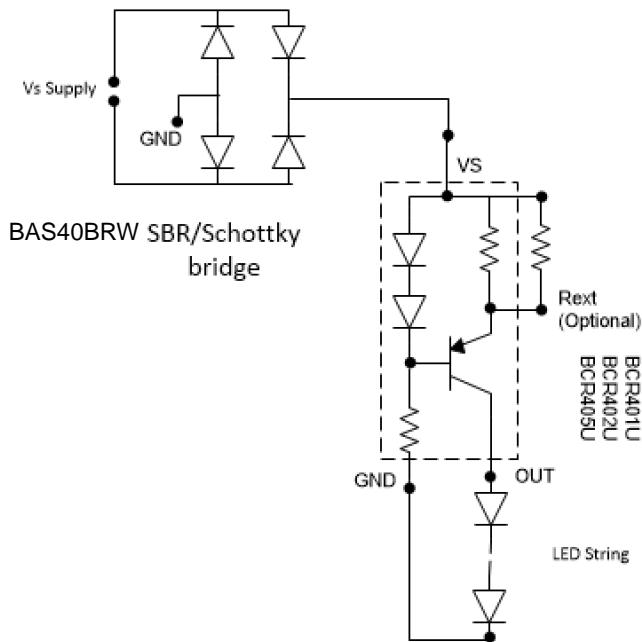 Vs Supply
GND
VS
BAS40BRW SBR/Schottky
bridge
Rext
(Optional)
BCR401U
BCR402U
BCR405U
GND
OUT
LED String